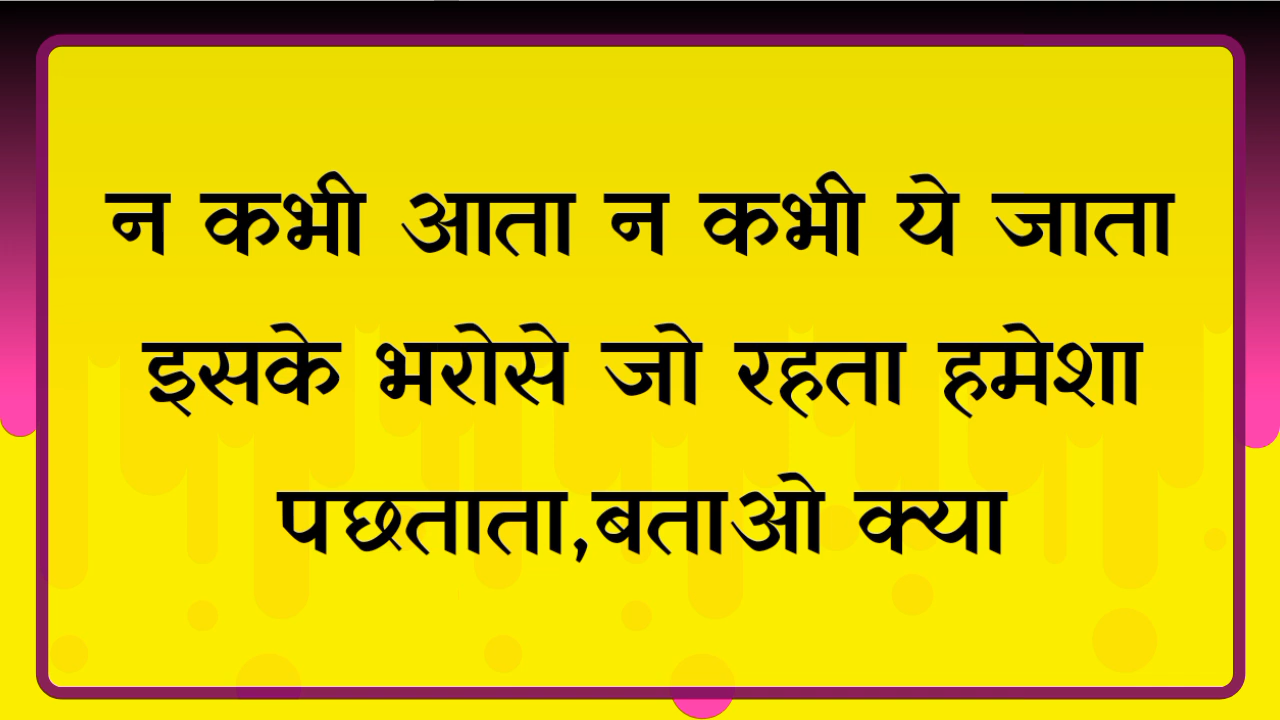 न कभी आता न कभी ये जाता
इसके भरोसे जो रहता हमेशा
पछताता,बताओ क्या